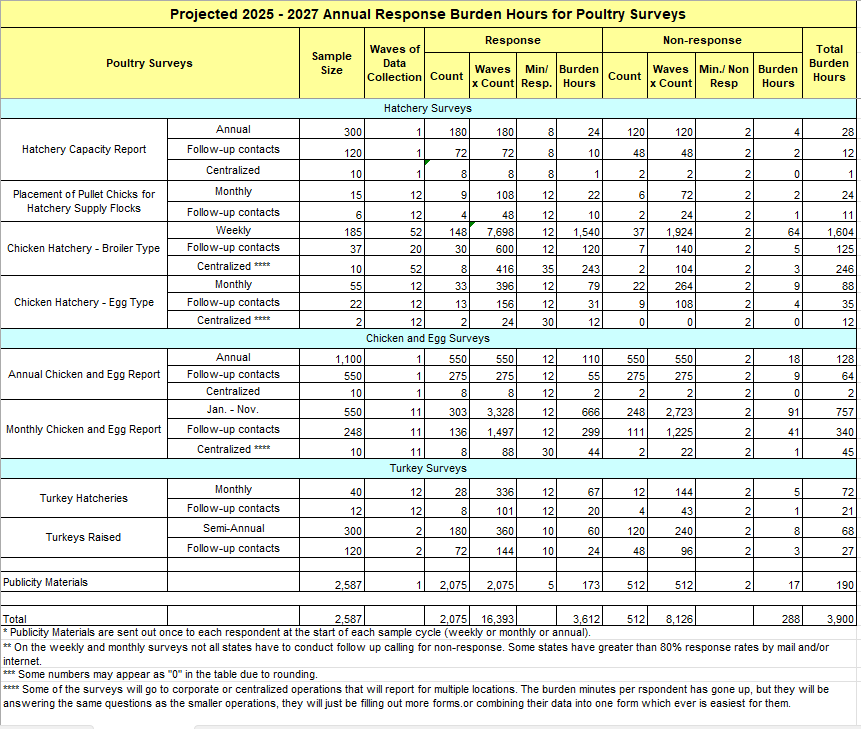 Projected 2025 - 2027 Annual Response Burden Hours for Poultry Surveys
Poultry Surveys Sample Size Waves of Data Collection Response Non-response Total Burden Hours
Count Waves x Count Min/ Resp. Burden Hours Count Waves x Count Min./ Non Resp Burden Hours
Hatchery Surveys
Hatchery Capacity Report
Annual 300 1 180 180 8 24 120 120 2 4 28
Follow-up contacts 120 1 72 72 8 10 48 48 2 2 12
Centralized 10 1 8 8 8 1 2 2 2 0 1
Placement of Pullet Chicks for Hatchery Supply Flocks
Monthly 15 12 9 108 12 22 6 72 2 2 24
Follow-up contacts 6 12 4 48 12 10 2 24 2 1 11
Chicken Hatchery - Broiler Type
Weekly 185 52 148 7,698 12 1,540 37 1,924 2 64 1,604
Follow-up contacts 37 20 30 600 12 120 7 140 2 5 125
Centralized **** 10 52 8 416 35 243 2 104 2 3 246
Chicken Hatchery - Egg Type
Monthly 55 12 33 396 12 79 22 264 2 9 88
Follow-up contacts 22 12 13 156 12 31 9 108 2 4 35
Centralized **** 2 12 2 24 30 12 0 0 2 0 12
Chicken and Egg Surveys
Annual Chicken and Egg Report
Annual 1,100 1 550 550 12 110 550 550 2 18 128
Follow-up contacts 550 1 275 275 12 55 275 275 2 9 64
Centralized 10 1 8 8 12 2 2 2 2 0 2
Monthly Chicken and Egg Report
Jan. - Nov. 550 11 303 3,328 12 666 248 2,723 2 91 757
Follow-up contacts 248 11 136 1,497 12 299 111 1,225 2 41 340
Centralized **** 10 11 8 88 30 44 2 22 2 1 45
Turkey Surveys
Turkey Hatcheries
Monthly 40 12 28 336 12 67 12 144 2 5 72
Follow-up contacts 12 12 8 101 12 20 4 43 2 1 21
Turkeys Raised
Semi-Annual 300 2 180 360 10 60 120 240 2 8 68
Follow-up contacts 120 2 72 144 10 24 48 96 2 3 27
Publicity Materials 2,587 1 2,075 2,075 5 173 512 512 2 17 190
Total 2,587 2,075 16,393 3,612 512 8,126 288 3,900
* Publicity Materials are sent out once to each respondent at the start of each sample cycle (weekly or monthly or annual).
** On the weekly and monthly surveys not all states have to conduct follow up calling for non-response. Some states have greater than 80% response rates by mail and/or
internet.
*** Some numbers may appear as "0" in the table due to rounding.
**** Some of the surveys will go to corporate or centralized operations that will report for multiple locations. The burden minutes per rspondent has gone up, but they will be
answering the same questions as the smaller operations, they will just be filling out more forms.or combining their data into one form which ever is easiest for them.